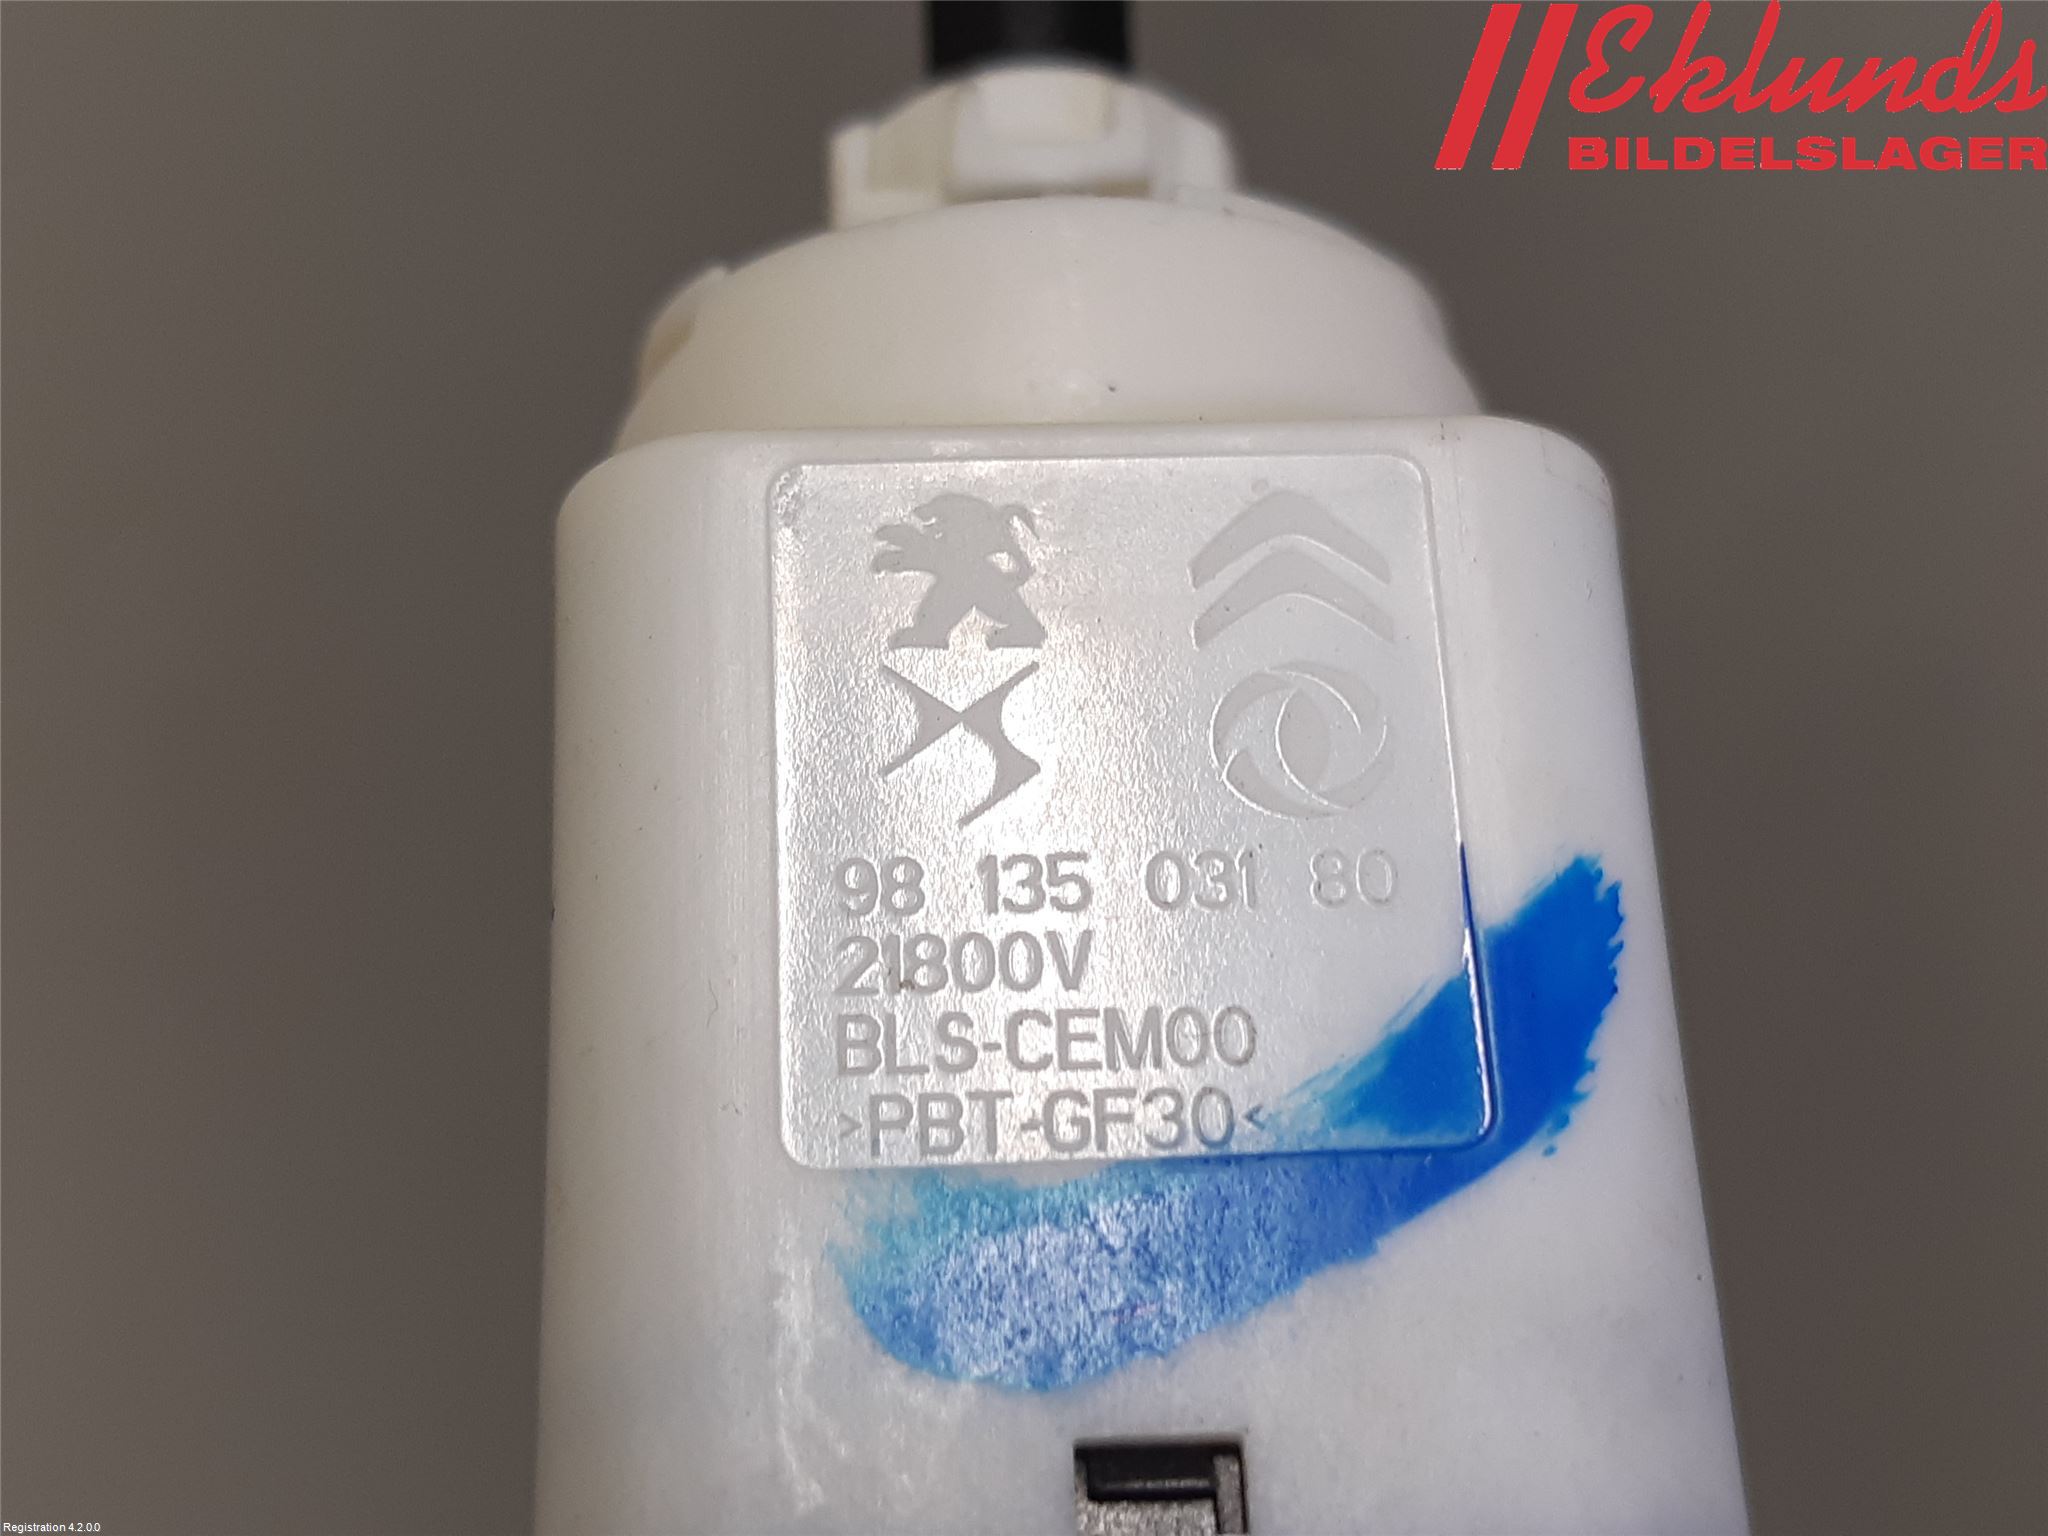 Eklunds
BILDELSLAGER
98 135 031 80
21800V
BLS-CEM00
>PBT-GF30<
Registration 4.2.0.0